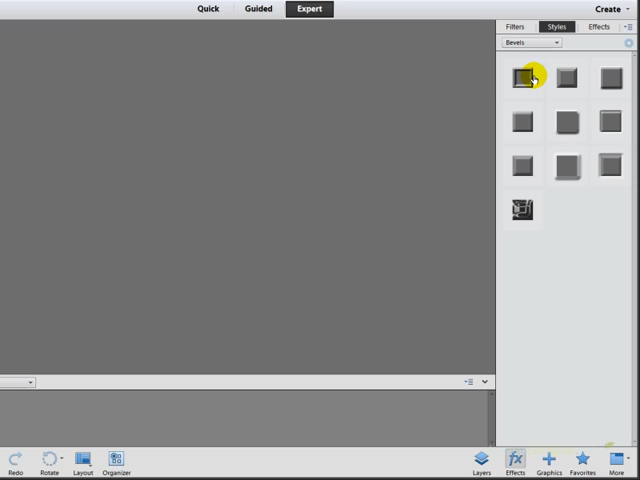 Quick Guided Expert Create
Filters Styles Effects
Bevels
Redo Rotate Layout Organizer Layers Effects Graphics Favorites More